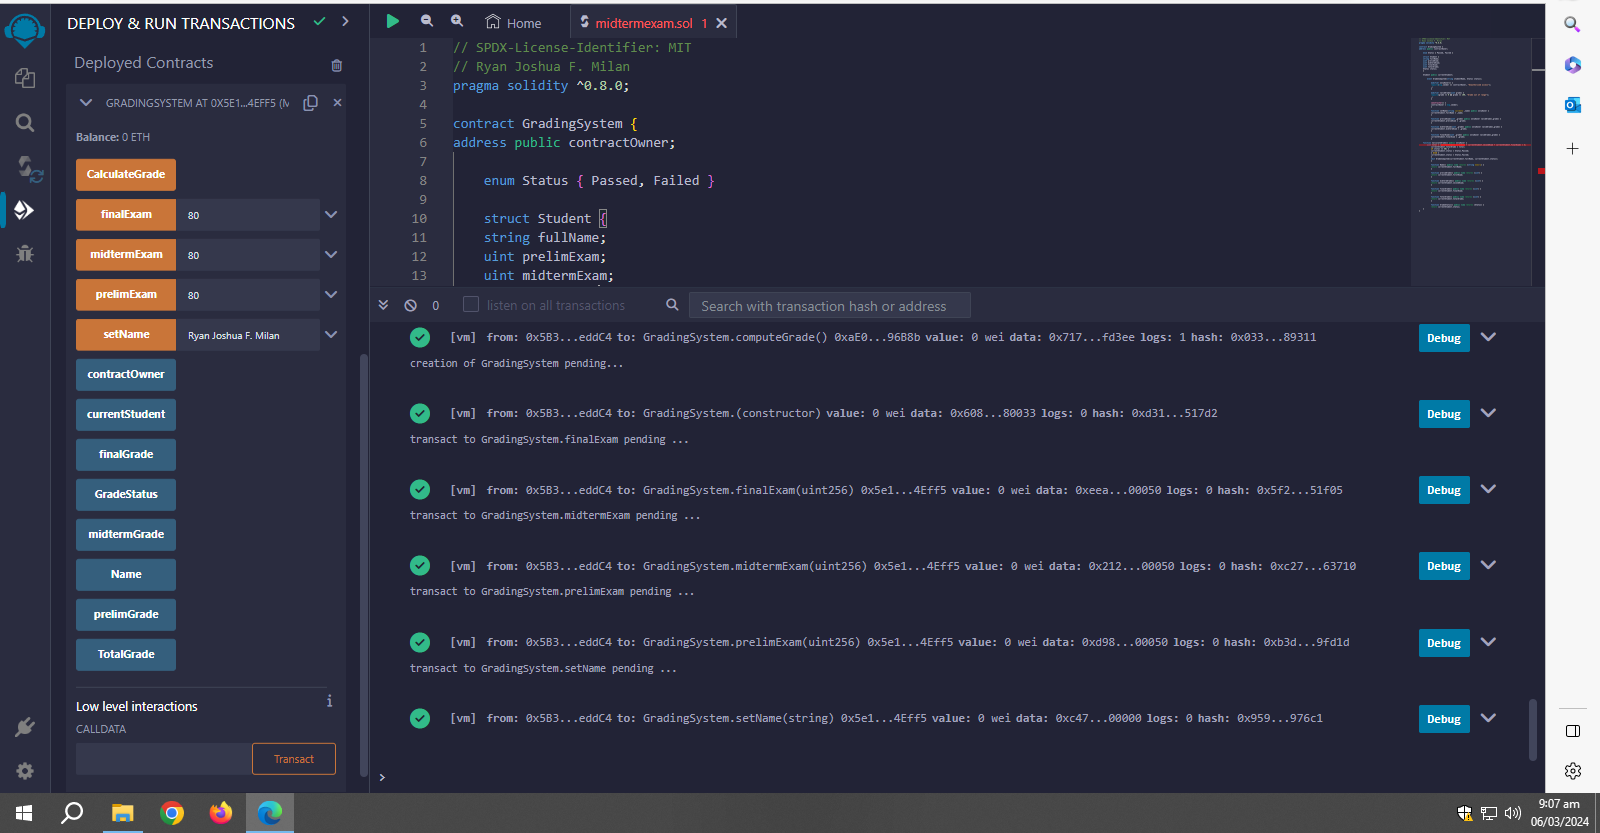 DEPLOY & RUN TRANSACTIONS
Deployed Contracts
GRADINGSYSTEM AT 0X5E1...4EFF5 (M
Balance: 0 ETH
CalculateGrade
finalExam 80
midtermExam 80
prelimExam 80
setName Ryan Joshua F. Milan
contractOwner
currentStudent
finalGrade
GradeStatus
midtermGrade
Name
prelimGrade
TotalGrade
Low level interactions
i
CALLDATA
Transact
Home
midtermexam.sol 1
1 // SPDX-License-Identifier: MIT
2 // Ryan Joshua F. Milan
3 pragma solidity ^0.8.0;
4
5 contract GradingSystem {
6 address public contractOwner;
7
8 enum Status { Passed, Failed }
9
10 struct Student {
11 string fullName;
12 uint prelimExam;
13 uint midtermExam;
0 listen on all transactions Search with transaction hash or address
[vm] from: 0x5B3...eddC4 to: GradingSystem.computeGrade() 0xaE0...96B8b value: 0 wei data: 0x717...fd3ee logs: 1 hash: 0x033...89311 Debug
creation of GradingSystem pending...
[vm] from: 0x5B3...eddC4 to: GradingSystem.(constructor) value: 0 wei data: 0x608...80033 logs: 0 hash: 0xd31...517d2 Debug
transact to GradingSystem.finalExam pending ...
[vm] from: 0x5B3...eddC4 to: GradingSystem.finalExam(uint256) 0x5e1...4Eff5 value: 0 wei data: 0xeea...00050 logs: 0 hash: 0x5f2...51f05 Debug
transact to GradingSystem.midtermExam pending ...
[vm] from: 0x5B3...eddC4 to: GradingSystem.midtermExam(uint256) 0x5e1...4Eff5 value: 0 wei data: 0x212...00050 logs: 0 hash: 0xc27...63710 Debug
transact to GradingSystem.prelimExam pending ...
[vm] from: 0x5B3...eddC4 to: GradingSystem.prelimExam(uint256) 0x5e1...4Eff5 value: 0 wei data: 0xd98...00050 logs: 0 hash: 0xb3d...9fd1d Debug
transact to GradingSystem.setName pending ...
[vm] from: 0x5B3...eddC4 to: GradingSystem.setName(string) 0x5e1...4Eff5 value: 0 wei data: 0xc47...00000 logs: 0 hash: 0x959...976c1 Debug
>
9:07 am
06/03/2024